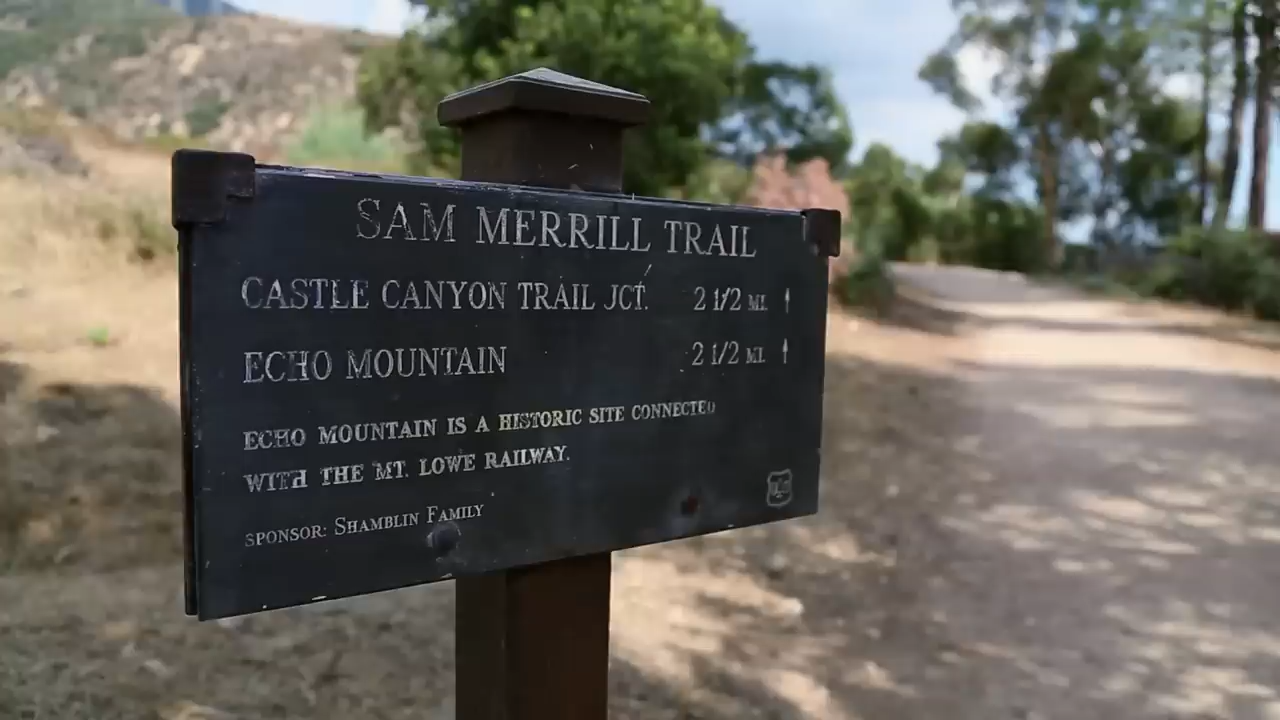 SAM MERRILL TRAIL
CASTLE CANYON TRAIL JCT. 2 1/2 MI. ↑
ECHO MOUNTAIN 2 1/2 MI. ↑
ECHO MOUNTAIN IS A HISTORIC SITE CONNECTED
WITH THE MT. LOWE RAILWAY.
SPONSOR: SHAMBLIN FAMILY